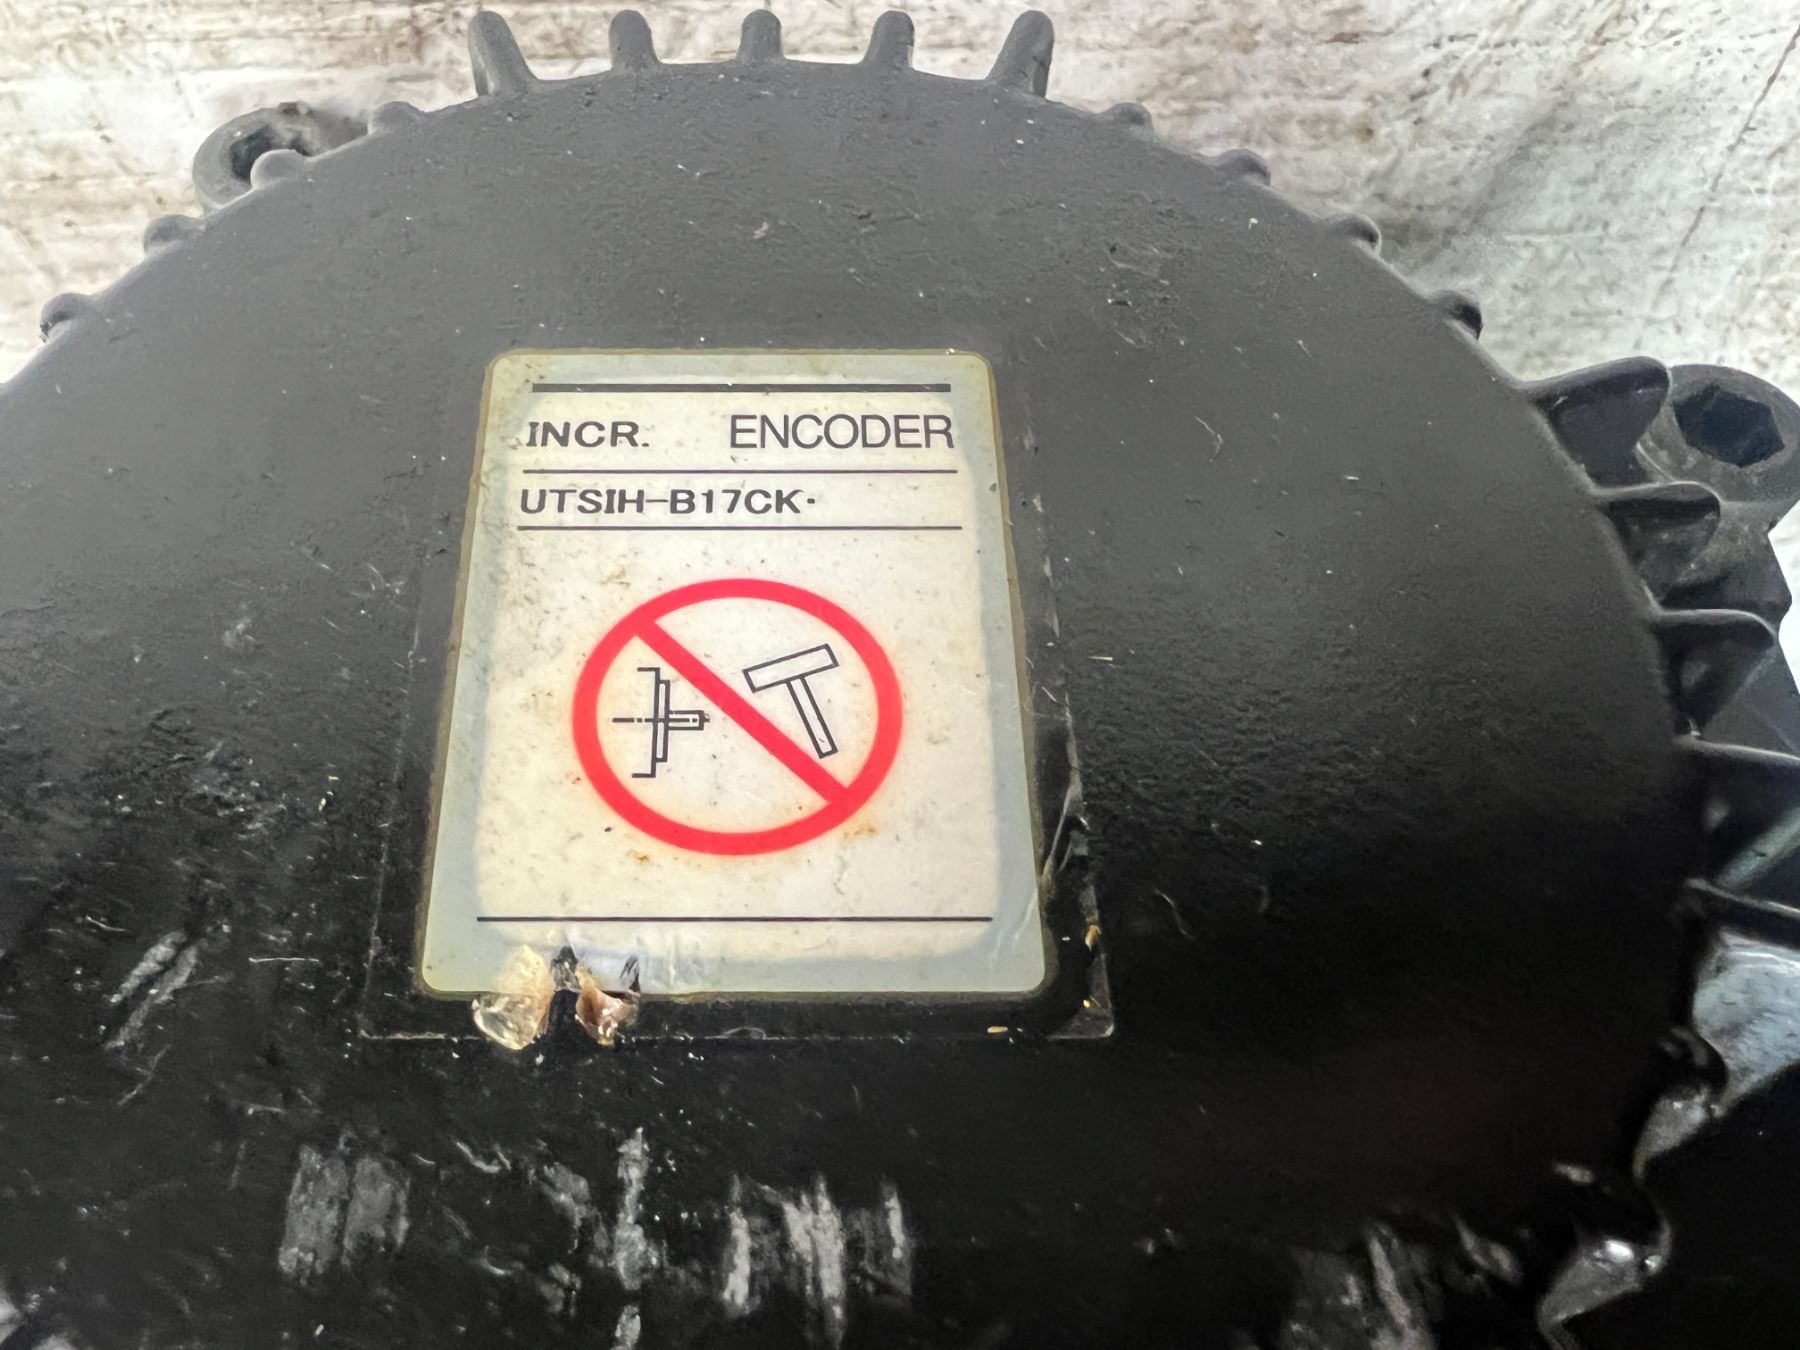 INCR. ENCODER
UTSIH-B17CK·